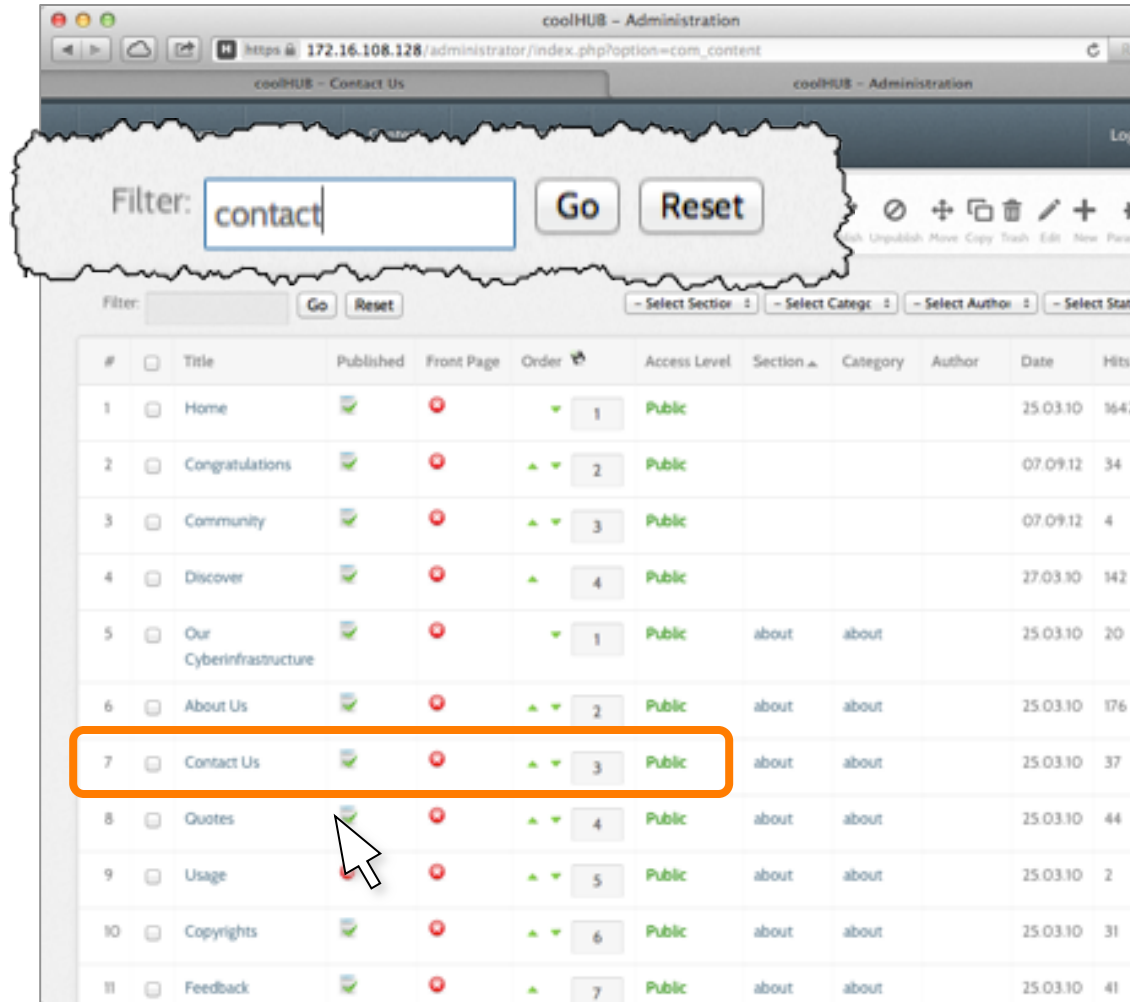 coolHUB – Administration
https 172.16.108.128/administrator/index.php?option=com_content
coolHUB – Contact Us coolHUB – Administration
Filter: contact Go Reset
Unpublish Move Copy Trash Edit New
Filter: Go Reset - Select Section - Select Categ - Select Author - Select Stat
# Title Published Front Page Order Access Level Section Category Author Date Hits
1 Home 1 Public 25.03.10
2 Congratulations 2 Public 07.09.12 34
3 Community 3 Public 07.09.12 4
4 Discover 4 Public 27.03.10 142
5 Our Cyberinfrastructure 1 Public about about 25.03.10 20
6 About Us 2 Public about about 25.03.10 176
7 Contact Us 3 Public about about 25.03.10 37
8 Quotes 4 Public about about 25.03.10 44
9 Usage 5 Public about about 25.03.10 2
10 Copyrights 6 Public about about 25.03.10 31
11 Feedback 7 Public about about 25.03.10 41